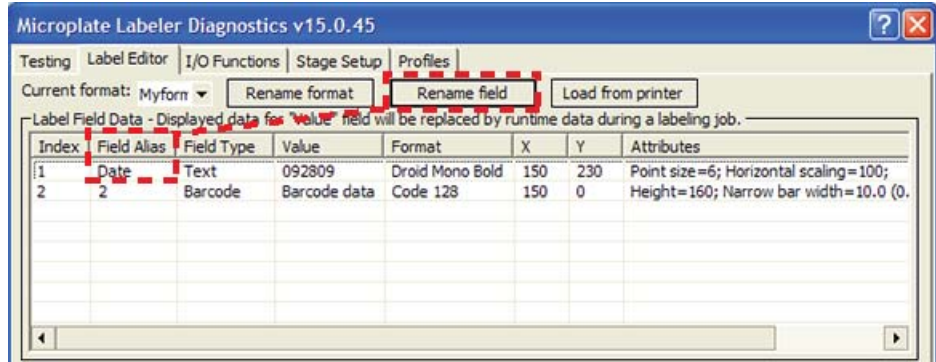 Microplate Labeler Diagnostics v15.0.45
Testing Label Editor I/O Functions Stage Setup Profiles
Current format: Myform Rename format Rename field Load from printer
Label Field Data - Displayed data for "Value" field will be replaced by runtime data during a labeling job.
Index Field Alias Field Type Value Format X Y Attributes
1 Date Text 092809 Droid Mono Bold 150 230 Point size=6; Horizontal scaling=100;
2 2 Barcode Barcode data Code 128 150 0 Height=160; Narrow bar width=10.0 (0.